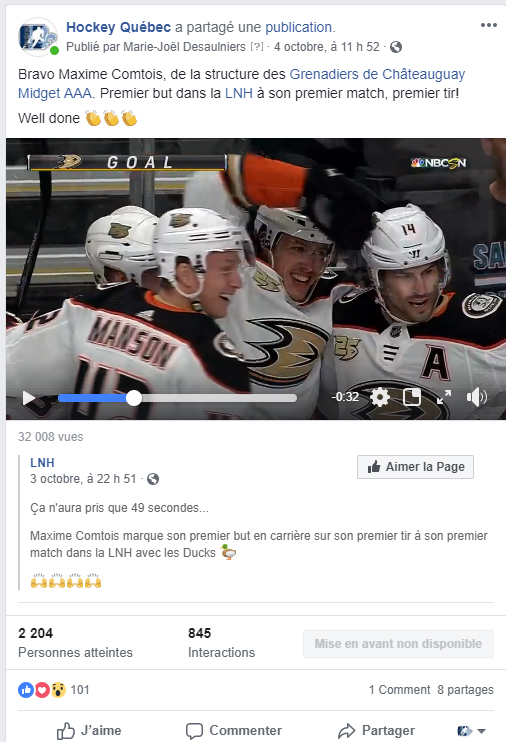 Hockey Québec a partagé une publication.
Publié par Marie-Joël Desaulniers [?] · 4 octobre, à 11 h 52 ·
Bravo Maxime Comtois, de la structure des Grenadiers de Châteauguay
Midget AAA. Premier but dans la LNH à son premier match, premier tir!
Well done 👏👏👏
GOAL
NBCSN
14
SA
MANSON
25
A
-0:32
32 008 vues
LNH
3 octobre, à 22 h 51 ·
Aimer la Page
Ça n'aura pris que 49 secondes...
Maxime Comtois marque son premier but en carrière sur son premier tir à son premier
match dans la LNH avec les Ducks 🦆
🙌🙌🙌🙌
2 204
Personnes atteintes
845
Interactions
Mise en avant non disponible
101
1 Comment 8 partages
J'aime
Commenter
Partager